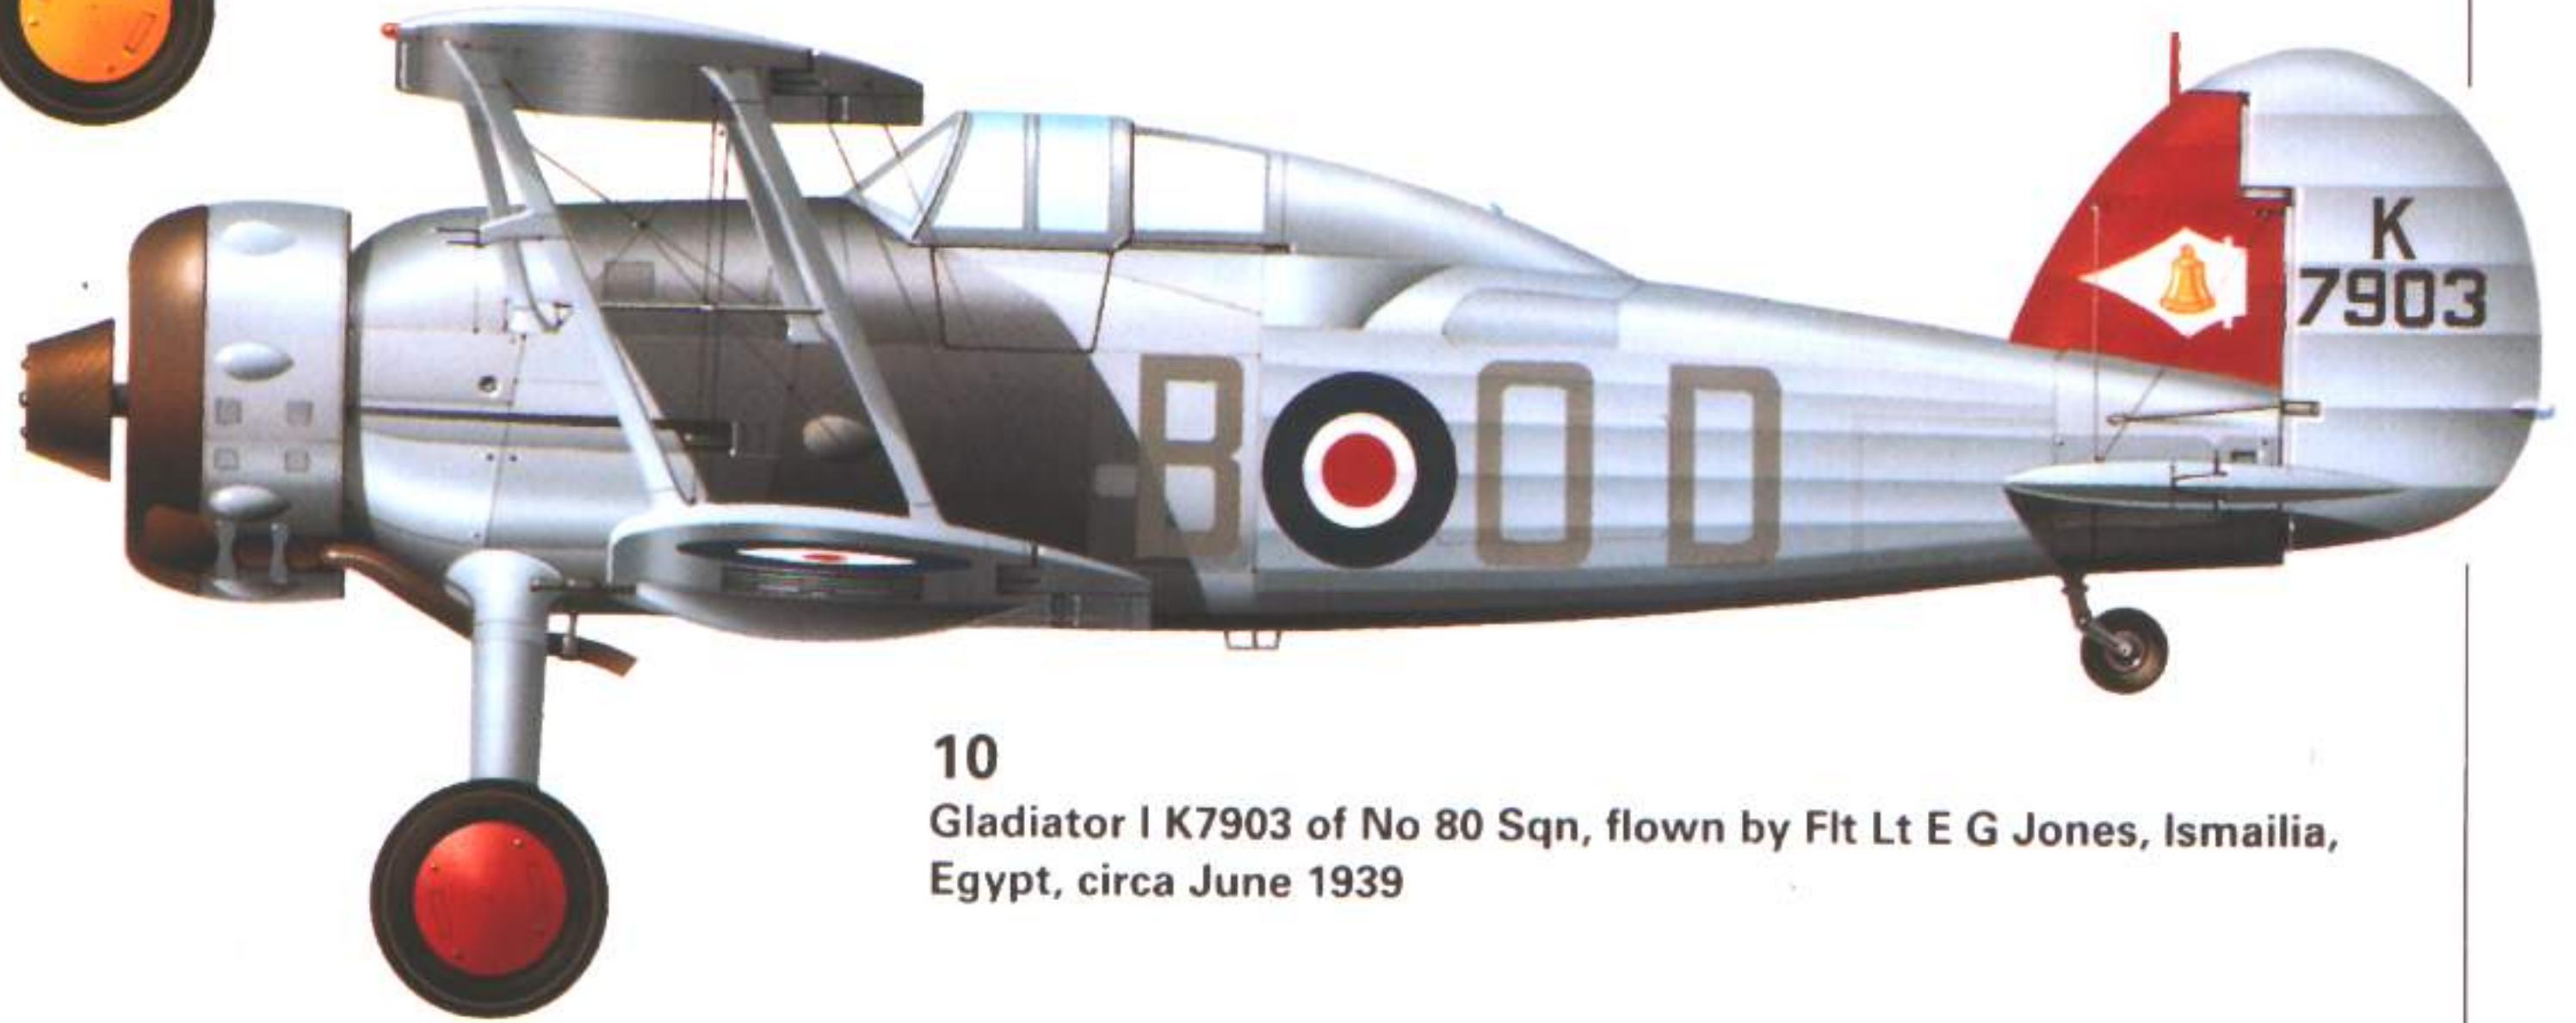 K
7903
B O D
10
Gladiator I K7903 of No 80 Sqn, flown by Flt Lt E G Jones, Ismailia,
Egypt, circa June 1939